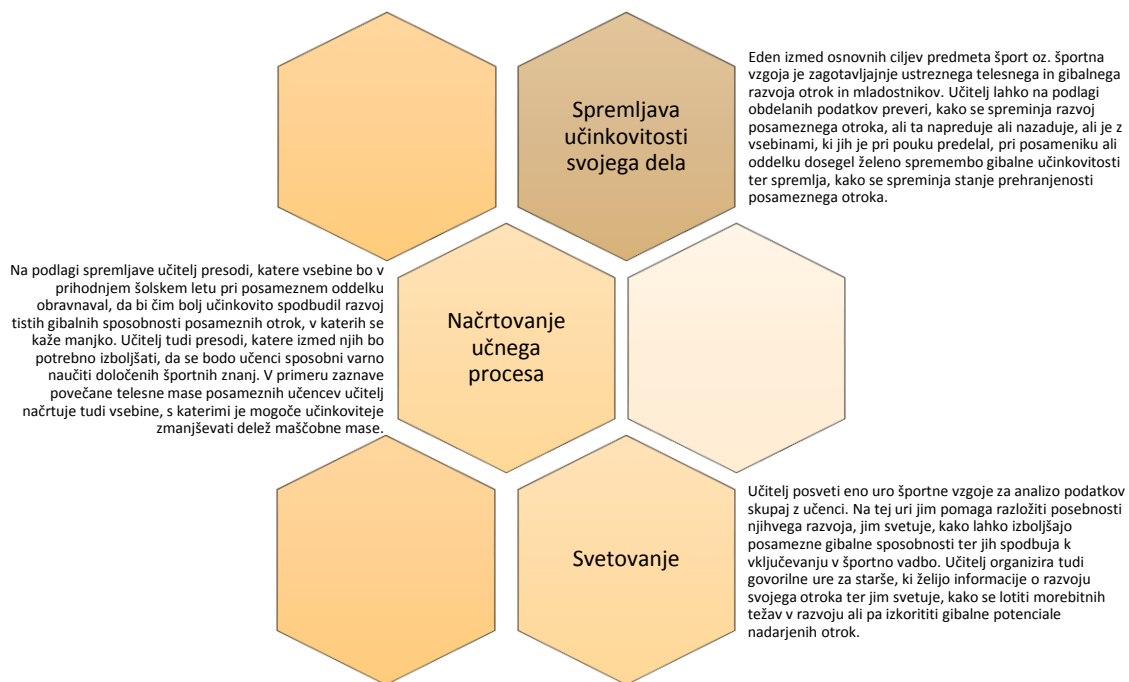 Spremljava
učinkovitosti
svojega dela
Eden izmed osnovnih ciljev predmeta šport oz. športna
vzgoja je zagotavljajnje ustreznega telesnega in gibalnega
razvoja otrok in mladostnikov. Učitelj lahko na podlagi
obdelanih podatkov preveri, kako se spreminja razvoj
posameznega otroka, ali ta napreduje ali nazaduje, ali je z
vsebinami, ki jih je pri pouku predelal, pri posameniku ali
oddelku dosegel želeno spremembo gibalne učinkovitosti
ter spremlja, kako se spreminja stanje prehranjenosti
posameznega otroka.
Na podlagi spremljave učitelj presodi, katere vsebine bo v
prihodnjem šolskem letu pri posameznem oddelku
obravnaval, da bi čim bolj učinkovito spodbudil razvoj
tistih gibalnih sposobnosti posameznih otrok, v katerih se
kaže manjko. Učitelj tudi presodi, katere izmed njih bo
potrebno izboljšati, da se bodo učenci sposobni varno
naučiti določenih športnih znanj. V primeru zaznave
povečane telesne mase posameznih učencev učitelj
načrtuje tudi vsebine, s katerimi je mogoče učinkoviteje
zmanjševati delež maščobne mase.
Načrtovanje
učnega
procesa
Svetovanje
Učitelj posveti eno uro športne vzgoje za analizo podatkov
skupaj z učenci. Na tej uri jim pomaga razložiti posebnosti
njihvega razvoja, jim svetuje, kako lahko izboljšajo
posamezne gibalne sposobnosti ter jih spodbuja k
vključevanju v športno vadbo. Učitelj organizira tudi
govorilne ure za starše, ki želijo informacije o razvoju
svojega otroka ter jim svetuje, kako se lotiti morebitnih
težav v razvoju ali pa izkorititi gibalne potenciale
nadarjenih otrok.